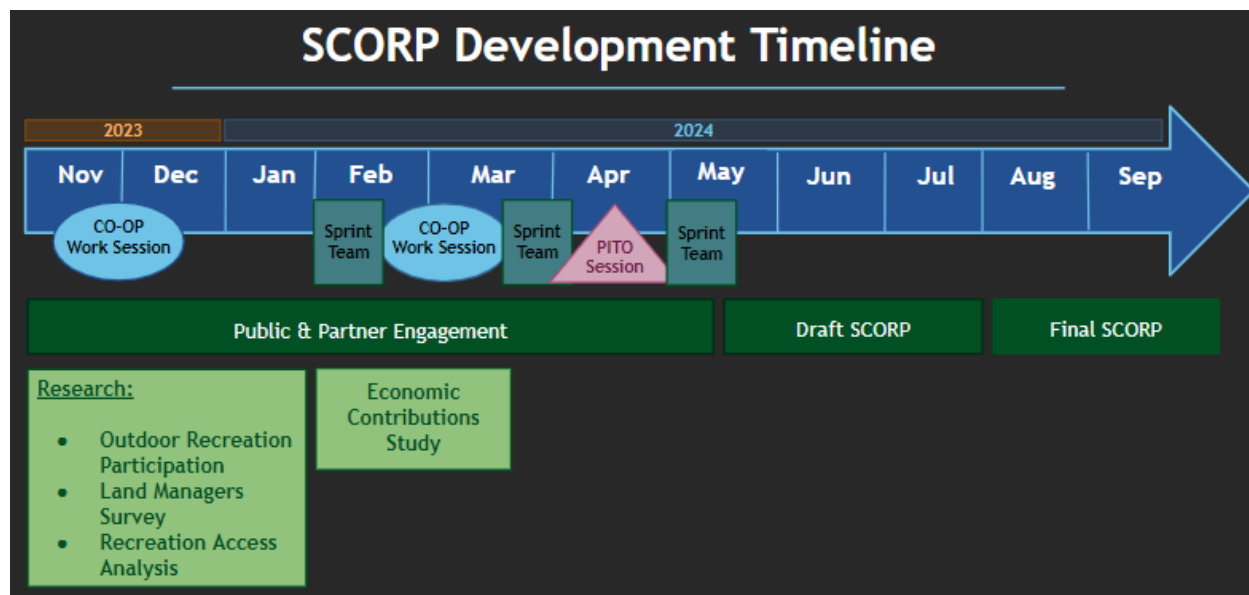 SCORP Development Timeline
2023
2024
Nov
Dec
Jan
Feb
Mar
Apr
May
Jun
Jul
Aug
Sep
CO-OP
Work Session
Sprint
Team
CO-OP
Work Session
Sprint
Team
PITO
Session
Sprint
Team
Public & Partner Engagement
Draft SCORP
Final SCORP
Research:
• Outdoor Recreation
Participation
• Land Managers
Survey
• Recreation Access
Analysis
Economic
Contributions
Study